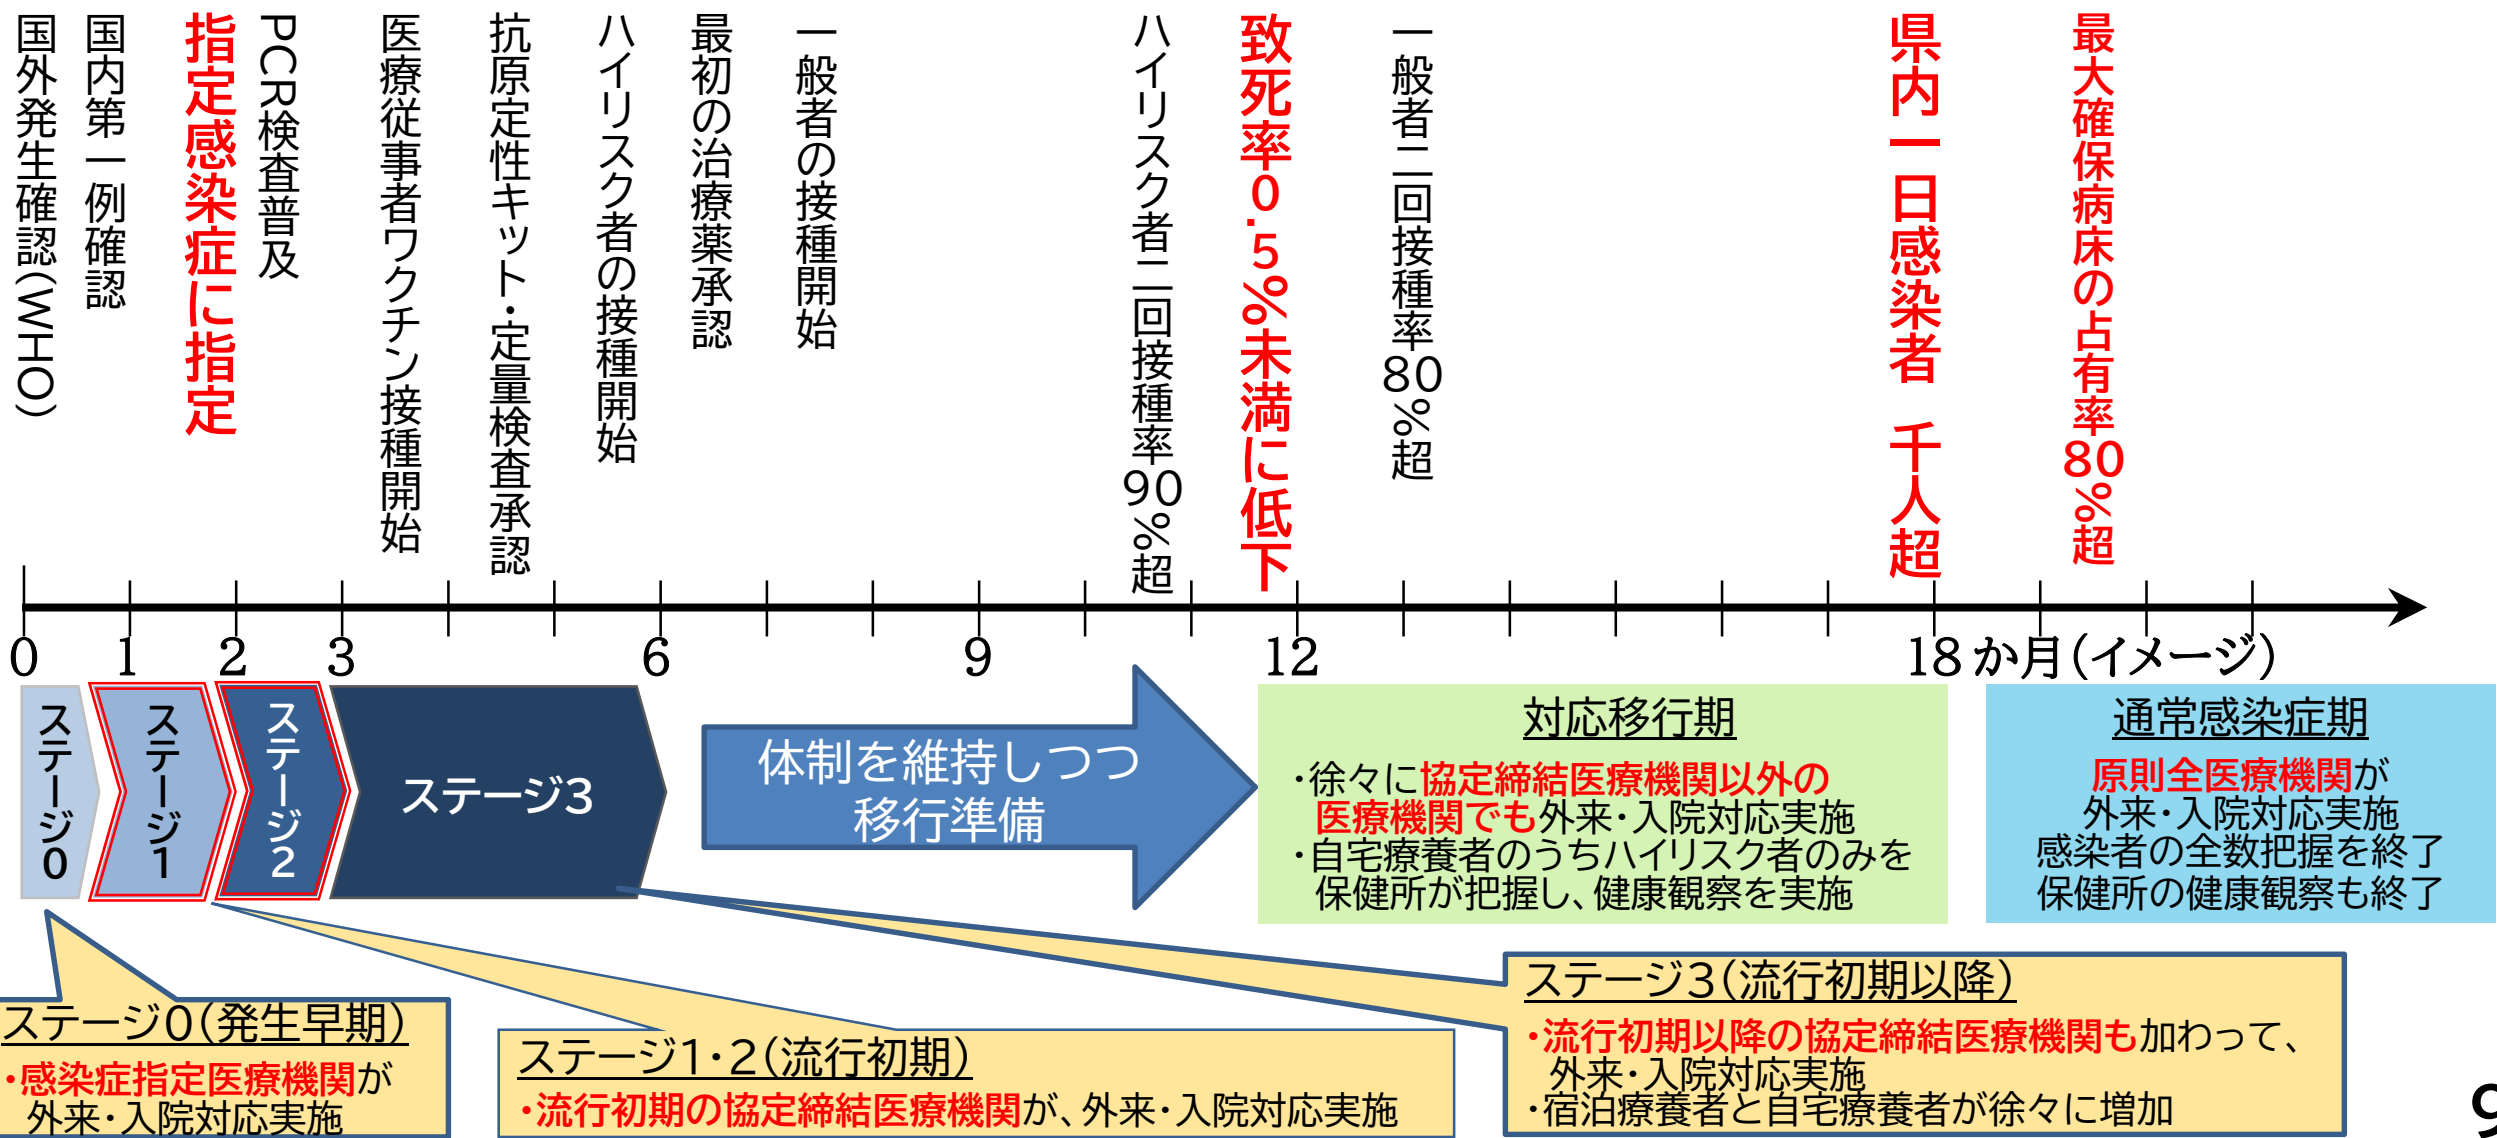 国外発生確認(WHO)
国内第一例確認
指定感染症に指定
PCR検査普及
医療従事者ワクチン接種開始
抗原定性キット・定量検査承認
ハイリスク者の接種開始
最初の治療薬承認
一般者の接種開始
ハイリスク者二回接種率90%超
致死率0.5%未満に低下
一般者二回接種率80%超
県内一日感染者　千人超
最大確保病床の占有率80%超
0 1 2 3 6 9 12 18 か月(イメージ)
ステージ0
ステージ1
ステージ2
ステージ3
体制を維持しつつ
移行準備
対応移行期
・徐々に協定締結医療機関以外の
医療機関でも外来・入院対応実施
・自宅療養者のうちハイリスク者のみを
保健所が把握し、健康観察を実施
通常感染症期
原則全医療機関が
外来・入院対応実施
感染者の全数把握を終了
保健所の健康観察も終了
ステージ0(発生早期)
・感染症指定医療機関が
外来・入院対応実施
ステージ1・2(流行初期)
・流行初期の協定締結医療機関が、外来・入院対応実施
ステージ3(流行初期以降)
・流行初期以降の協定締結医療機関も加わって、
外来・入院対応実施
・宿泊療養者と自宅療養者が徐々に増加
9